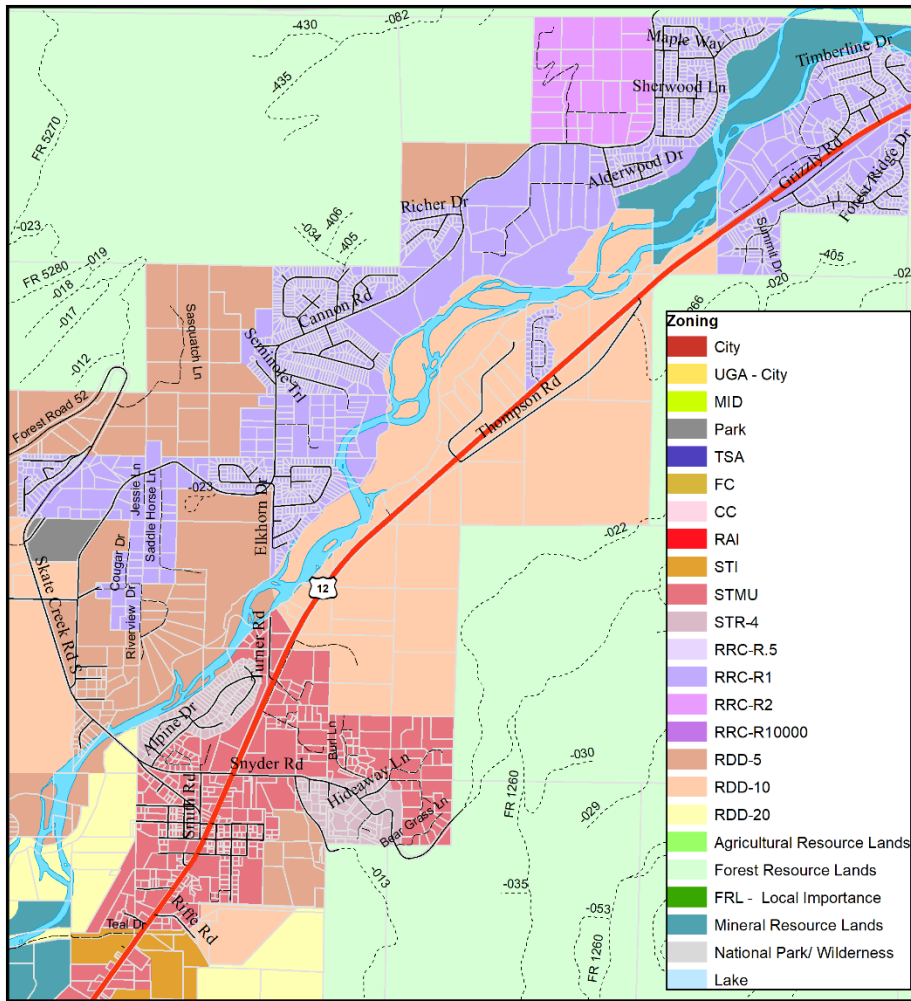 -430
-082
Maple Way
Timberline Dr
-435
Sherwood Ln
FR 5270
Alderwood Dr
Grizzly Rd
Forest Ridge Dr
Richer Dr
-406
-034
-405
-023
FR 5280
-019
-018
-017
Summit Dr
-405
-020
-02
-066
Sasquatch Ln
Cannon Rd
Seminole Trl
-012
Thompson Rd
Forest Road 52
Jessie Ln
Saddle Horse Ln
-023
Elkhorn Dr
-022
Cougar Dr
Riverview Dr
Skate Creek Rd S
12
Turner Rd
Alpine Dr
Burl Ln
Snyder Rd
Hideaway Ln
Smith Rd
Bear Grass Ln
FR 1260
-030
-029
-013
-035
-053
FR 1260
Riffe Rd
Teal Dr
Zoning
City
UGA - City
MID
Park
TSA
FC
CC
RAI
STI
STMU
STR-4
RRC-R.5
RRC-R1
RRC-R2
RRC-R10000
RDD-5
RDD-10
RDD-20
Agricultural Resource Lands
Forest Resource Lands
FRL - Local Importance
Mineral Resource Lands
National Park/ Wilderness
Lake